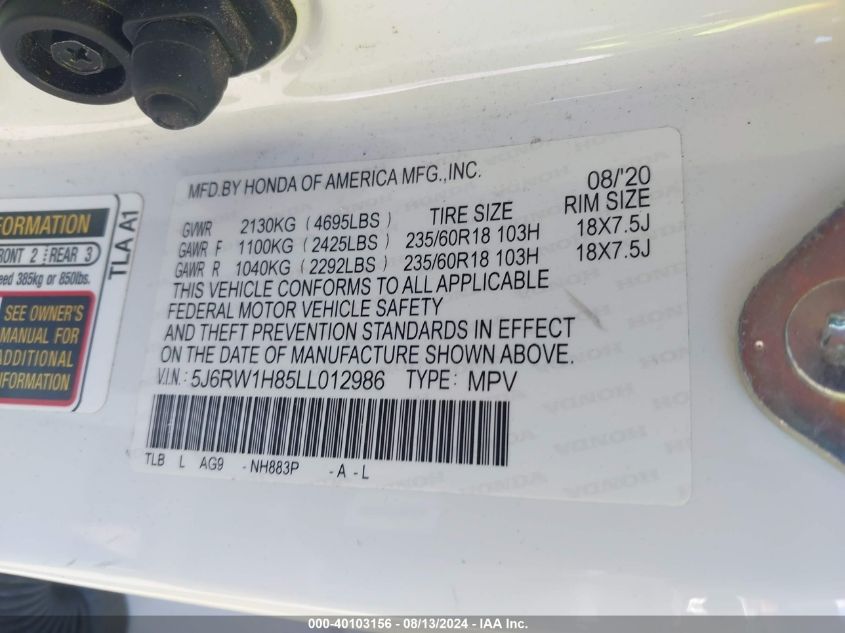 MFD.BY HONDA OF AMERICA MFG.,INC. 08/'20
GVWR 2130KG (4695LBS) TIRE SIZE RIM SIZE
GAWR F 1100KG (2425LBS) 235/60R18 103H 18X7.5J
GAWR R 1040KG (2292LBS) 235/60R18 103H 18X7.5J
THIS VEHICLE CONFORMS TO ALL APPLICABLE
FEDERAL MOTOR VEHICLE SAFETY
AND THEFT PREVENTION STANDARDS IN EFFECT
ON THE DATE OF MANUFACTURE SHOWN ABOVE.
V.I.N.: 5J6RW1H85LL012986 TYPE: MPV
TLB L AG9 -NH883P -A-L
FRONT 2 REAR 3
385kg or 850lbs.
SEE OWNER'S
MANUAL FOR
ADDITIONAL
INFORMATION
TLA A1
000-40103156 - 08/13/2024 - IAA Inc.